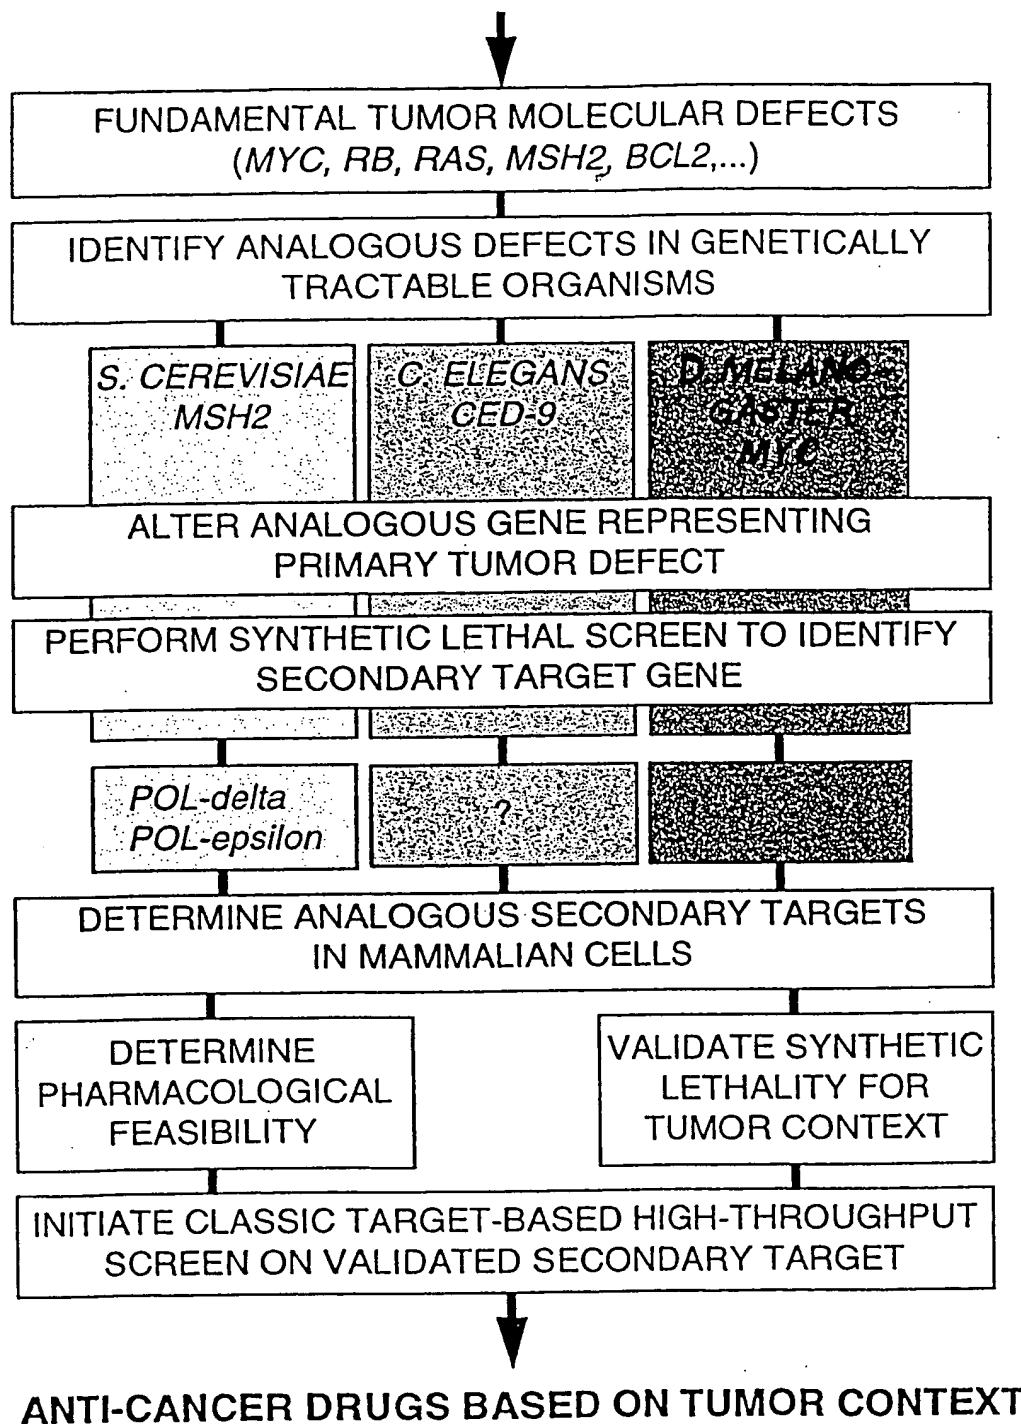 FUNDAMENTAL TUMOR MOLECULAR DEFECTS
(MYC, RB, RAS, MSH2, BCL2,...)
IDENTIFY ANALOGOUS DEFECTS IN GENETICALLY
TRACTABLE ORGANISMS
S. CEREVISIAE
MSH2
C. ELEGANS
CED-9
D. MELANO-
GASTER
MYC
ALTER ANALOGOUS GENE REPRESENTING
PRIMARY TUMOR DEFECT
PERFORM SYNTHETIC LETHAL SCREEN TO IDENTIFY
SECONDARY TARGET GENE
POL-delta
POL-epsilon
?
DETERMINE ANALOGOUS SECONDARY TARGETS
IN MAMMALIAN CELLS
DETERMINE
PHARMACOLOGICAL
FEASIBILITY
VALIDATE SYNTHETIC
LETHALITY FOR
TUMOR CONTEXT
INITIATE CLASSIC TARGET-BASED HIGH-THROUGHPUT
SCREEN ON VALIDATED SECONDARY TARGET
ANTI-CANCER DRUGS BASED ON TUMOR CONTEXT